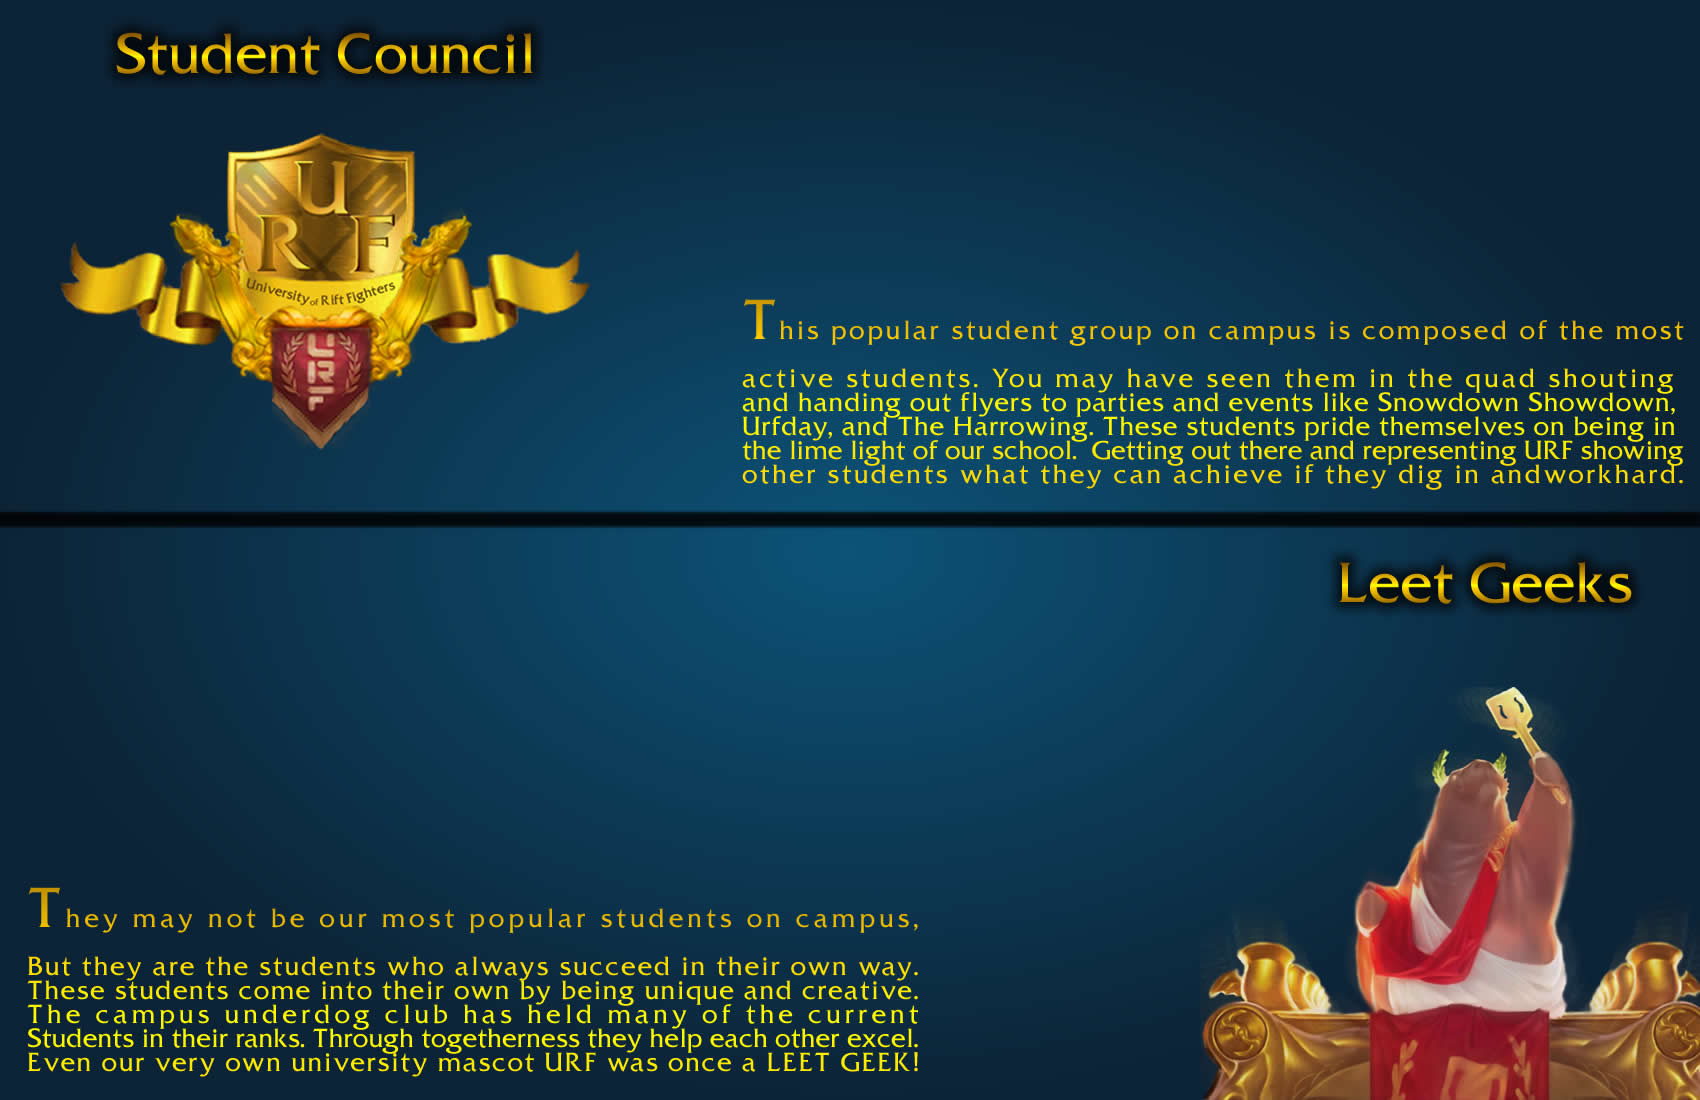 Student Council
U
R F
University of Rift Fighters
URF
This popular student group on campus is composed of the most
active students. You may have seen them in the quad shouting
and handing out flyers to parties and events like Snowdown Showdown,
Urfday, and The Harrowing. These students pride themselves on being in
the lime light of our school. Getting out there and representing URF showing
other students what they can achieve if they dig in andworkhard.
Leet Geeks
They may not be our most popular students on campus,
But they are the students who always succeed in their own way.
These students come into their own by being unique and creative.
The campus underdog club has held many of the current
Students in their ranks. Through togetherness they help each other excel.
Even our very own university mascot URF was once a LEET GEEK!